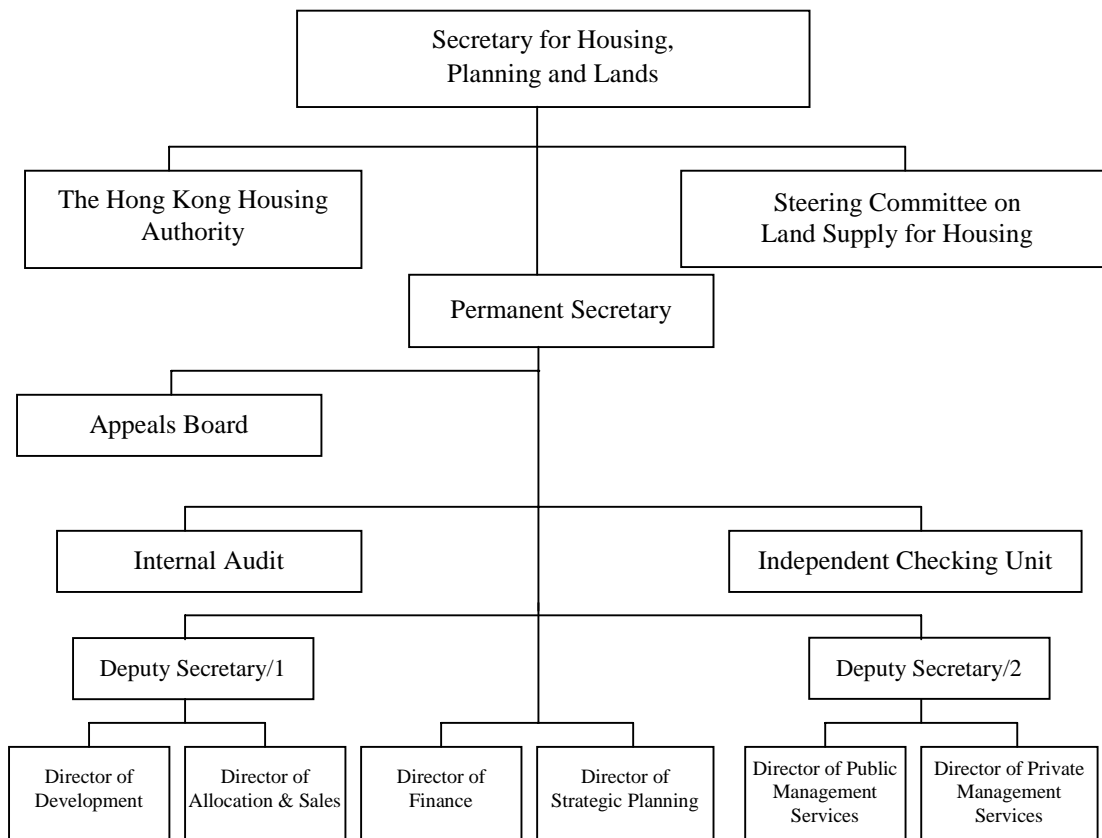 Secretary for Housing,
Planning and Lands
The Hong Kong Housing
Authority
Steering Committee on
Land Supply for Housing
Permanent Secretary
Appeals Board
Internal Audit
Independent Checking Unit
Deputy Secretary/1
Deputy Secretary/2
Director of
Development
Director of
Allocation & Sales
Director of
Finance
Director of
Strategic Planning
Director of Public
Management
Services
Director of Private
Management
Services